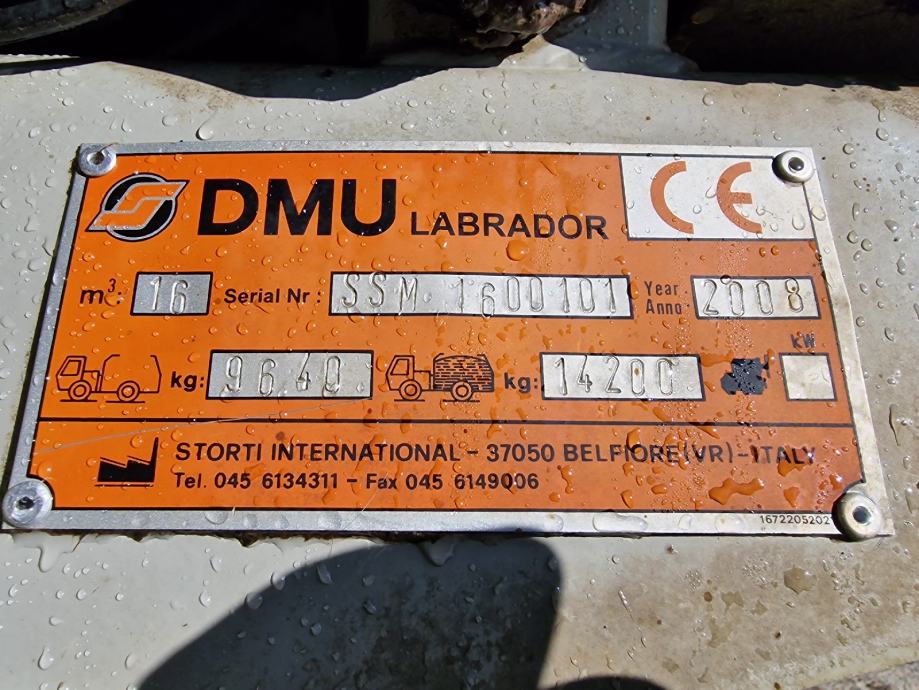 DMU LABRADOR CE
m³: 16 Serial Nr: SSM 1600101 Year Anno 2008
kW
kg: 9640 kg: 14200
STORTI INTERNATIONAL - 37050 BELFIORE (VR) - ITALY
Tel. 045 6134311 - Fax 045 6149006
1672205202